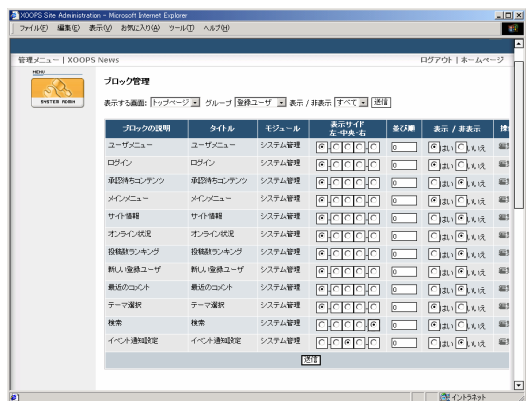 XOOPS Site Administration - Microsoft Internet Explorer
ファイル(F) 編集(E) 表示(V) お気に入り(A) ツール(T) ヘルプ(H)
管理メニュー | XOOPS News ログアウト | ホームページ
MENU
SYSTEM ADMIN
ブロック管理
表示する画面: トップページ グループ 登録ユーザ 表示 / 非表示 すべて 送信
ブロックの説明 タイトル モジュール 表示サイド 左-中央-右 並び順 表示 / 非表示
ユーザメニュー ユーザメニュー システム管理 0 はい いいえ
ログイン ログイン システム管理 0 はい いいえ
承認待ちコンテンツ 承認待ちコンテンツ システム管理 0 はい いいえ
メインメニュー メインメニュー システム管理 0 はい いいえ
サイト情報 サイト情報 システム管理 0 はい いいえ
オンライン状況 オンライン状況 システム管理 0 はい いいえ
投稿数ランキング 投稿数ランキング システム管理 0 はい いいえ
新しい登録ユーザ 新しい登録ユーザ システム管理 0 はい いいえ
最近のコメント 最近のコメント システム管理 0 はい いいえ
テーマ選択 テーマ選択 システム管理 0 はい いいえ
検索 検索 システム管理 0 はい いいえ
イベント通知設定 イベント通知設定 システム管理 0 はい いいえ
送信
イントラネット